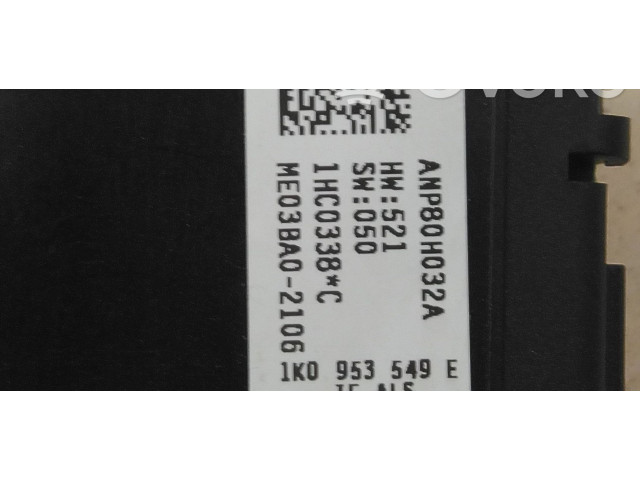 ANP80H032A
HW:521
SW:050
1HC0338*C
ME03BA0-2106
1K0 953 549 E